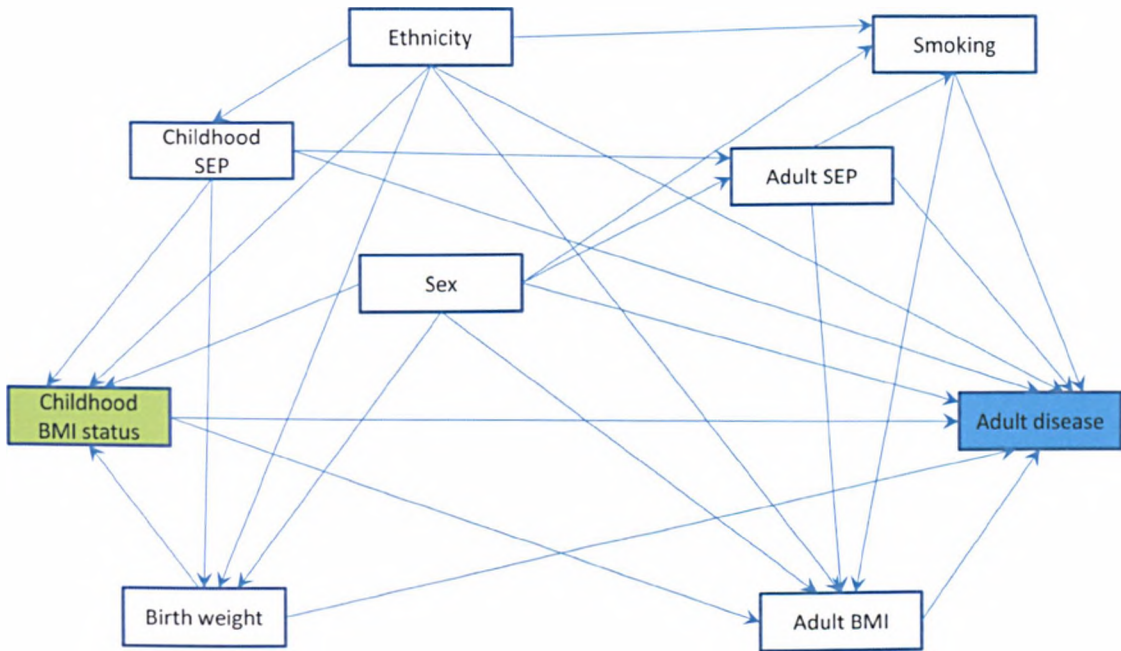 Ethnicity
Smoking
Childhood
SEP
Adult SEP
Sex
Childhood
BMI status
Adult disease
Birth weight
Adult BMI